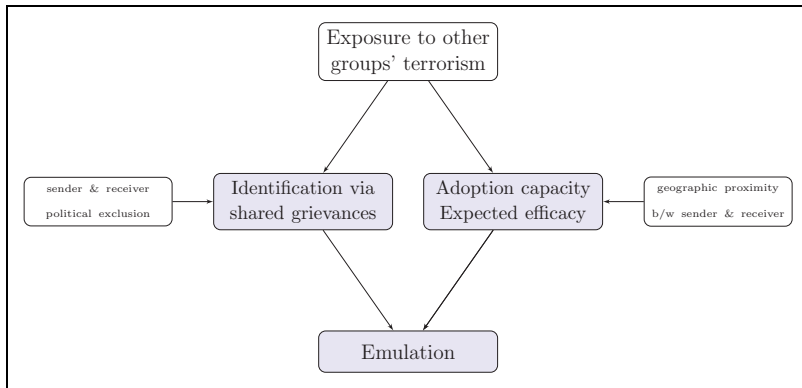 Exposure to other
groups' terrorism
sender & receiver
political exclusion
Identification via
shared grievances
Adoption capacity
Expected efficacy
geographic proximity
b/w sender & receiver
Emulation